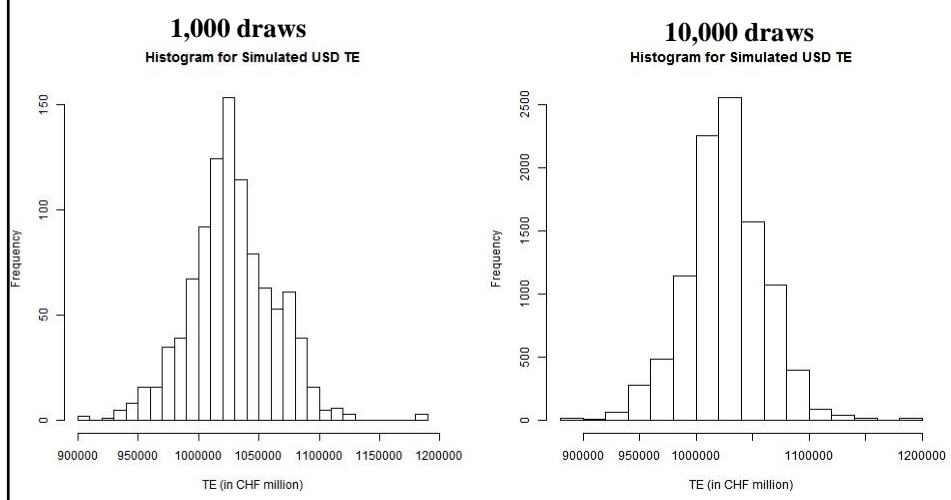 1,000 draws
Histogram for Simulated USD TE
150
100
50
0
Frequency
900000 950000 1000000 1050000 1100000 1150000 1200000
TE (in CHF million)
10,000 draws
Histogram for Simulated USD TE
2500
2000
1500
1000
500
0
Frequency
900000 950000 1000000 1100000 1200000
TE (in CHF million)